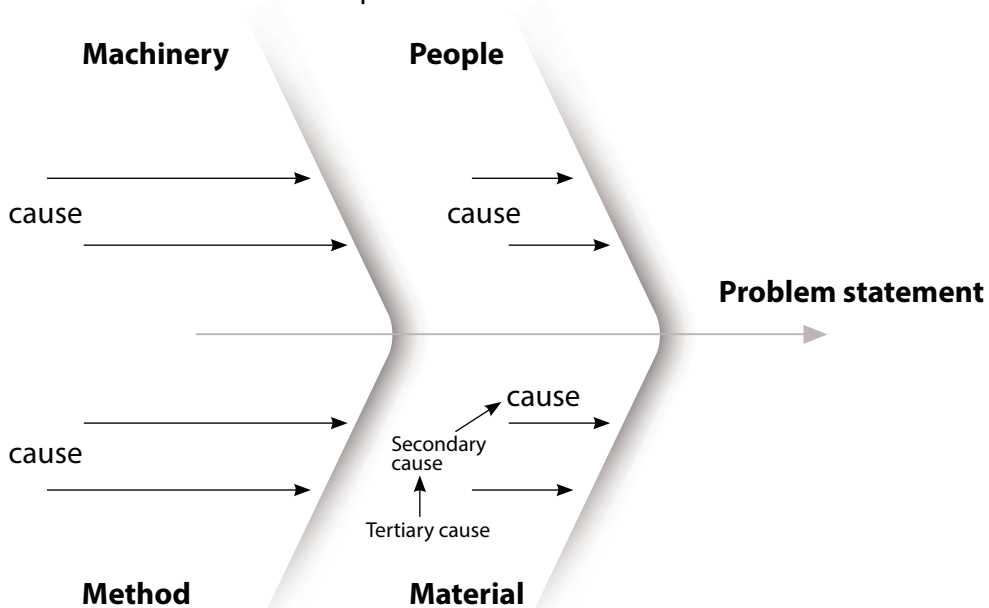 Machinery
People
cause
cause
Problem statement
cause
cause
Secondary
cause
Tertiary cause
Method
Material